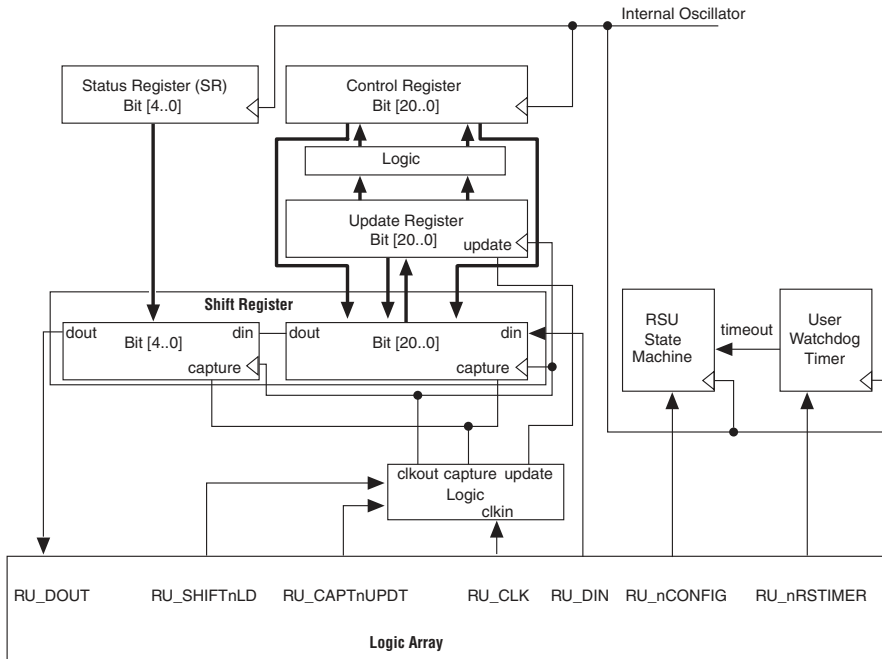 Internal Oscillator
Status Register (SR)
Bit [4..0]
Control Register
Bit [20..0]
Logic
Update Register
Bit [20..0]
update
Shift Register
dout
din
Bit [4..0]
capture
dout
din
Bit [20..0]
capture
RSU
State
Machine
timeout
User
Watchdog
Timer
clkout capture update
Logic
clkin
RU_DOUT
RU_SHIFTnLD
RU_CAPTnUPDT
RU_CLK
RU_DIN
RU_nCONFIG
RU_nRSTIMER
Logic Array